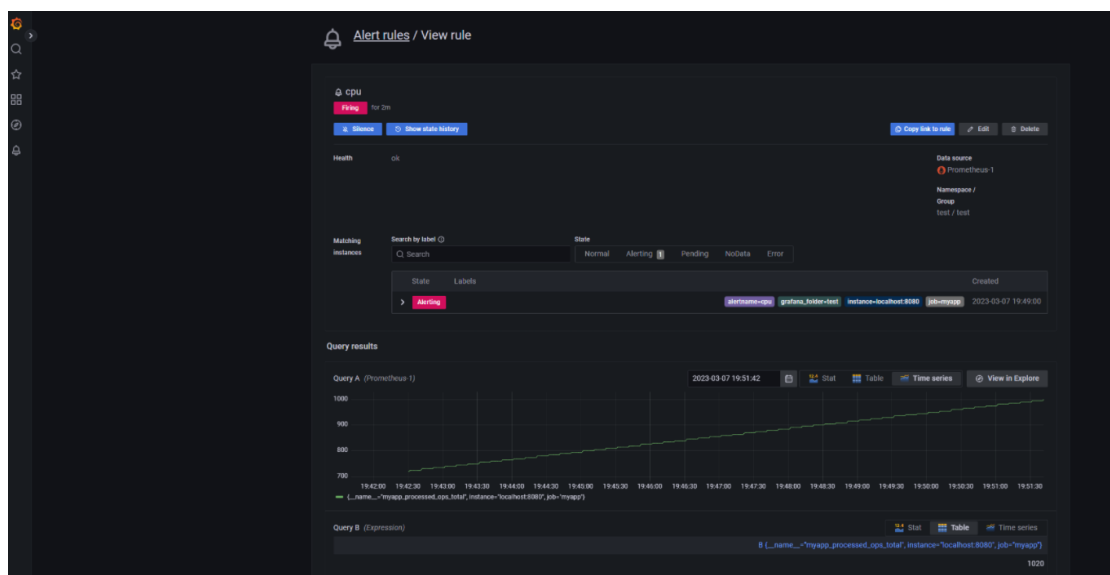 Alert rules / View rule
cpu
Firing for 2m
Silence Show state history Copy link to rule Edit Delete
Health ok Data source
Prometheus-1
Namespace /
Group
test / test
Matching instances Search by label State
Search Normal Alerting 1 Pending NoData Error
State Labels Created
Alerting alertname=cpu grafana_folder=test instance=localhost:8080 job=myapp 2023-03-07 19:49:00
Query results
Query A (Prometheus-1) 2023-03-07 19:51:42 Stat Table Time series View in Explore
1000
900
800
700
19:42:00 19:42:30 19:43:00 19:43:30 19:44:00 19:44:30 19:45:00 19:45:30 19:46:00 19:46:30 19:47:00 19:47:30 19:48:00 19:48:30 19:49:00 19:49:30 19:50:00 19:50:30 19:51:00 19:51:30
{__name__="myapp_processed_ops_total", instance="localhost:8080", job="myapp"}
Query B (Expression) Stat Table Time series
B {__name__="myapp_processed_ops_total", instance="localhost:8080", job="myapp"}
1020